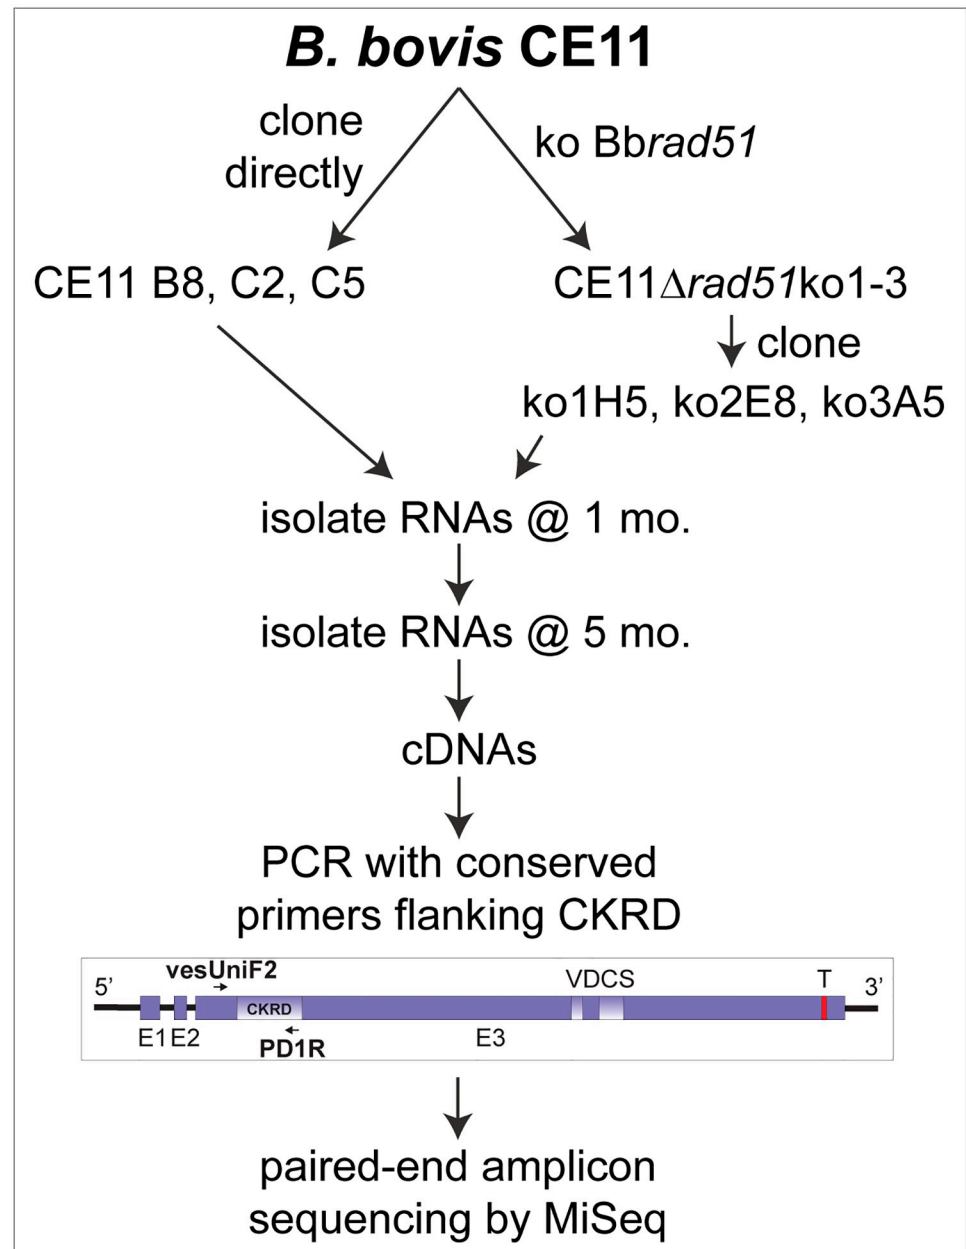 B. bovis CE11
clone
directly
ko Bbrad51
CE11 B8, C2, C5
CE11Δrad51ko1-3
clone
ko1H5, ko2E8, ko3A5
isolate RNAs @ 1 mo.
isolate RNAs @ 5 mo.
cDNAs
PCR with conserved
primers flanking CKRD
vesUniF2
VDCS
T
5’
3’
CKRD
E1
E2
PD1R
E3
paired-end amplicon
sequencing by MiSeq